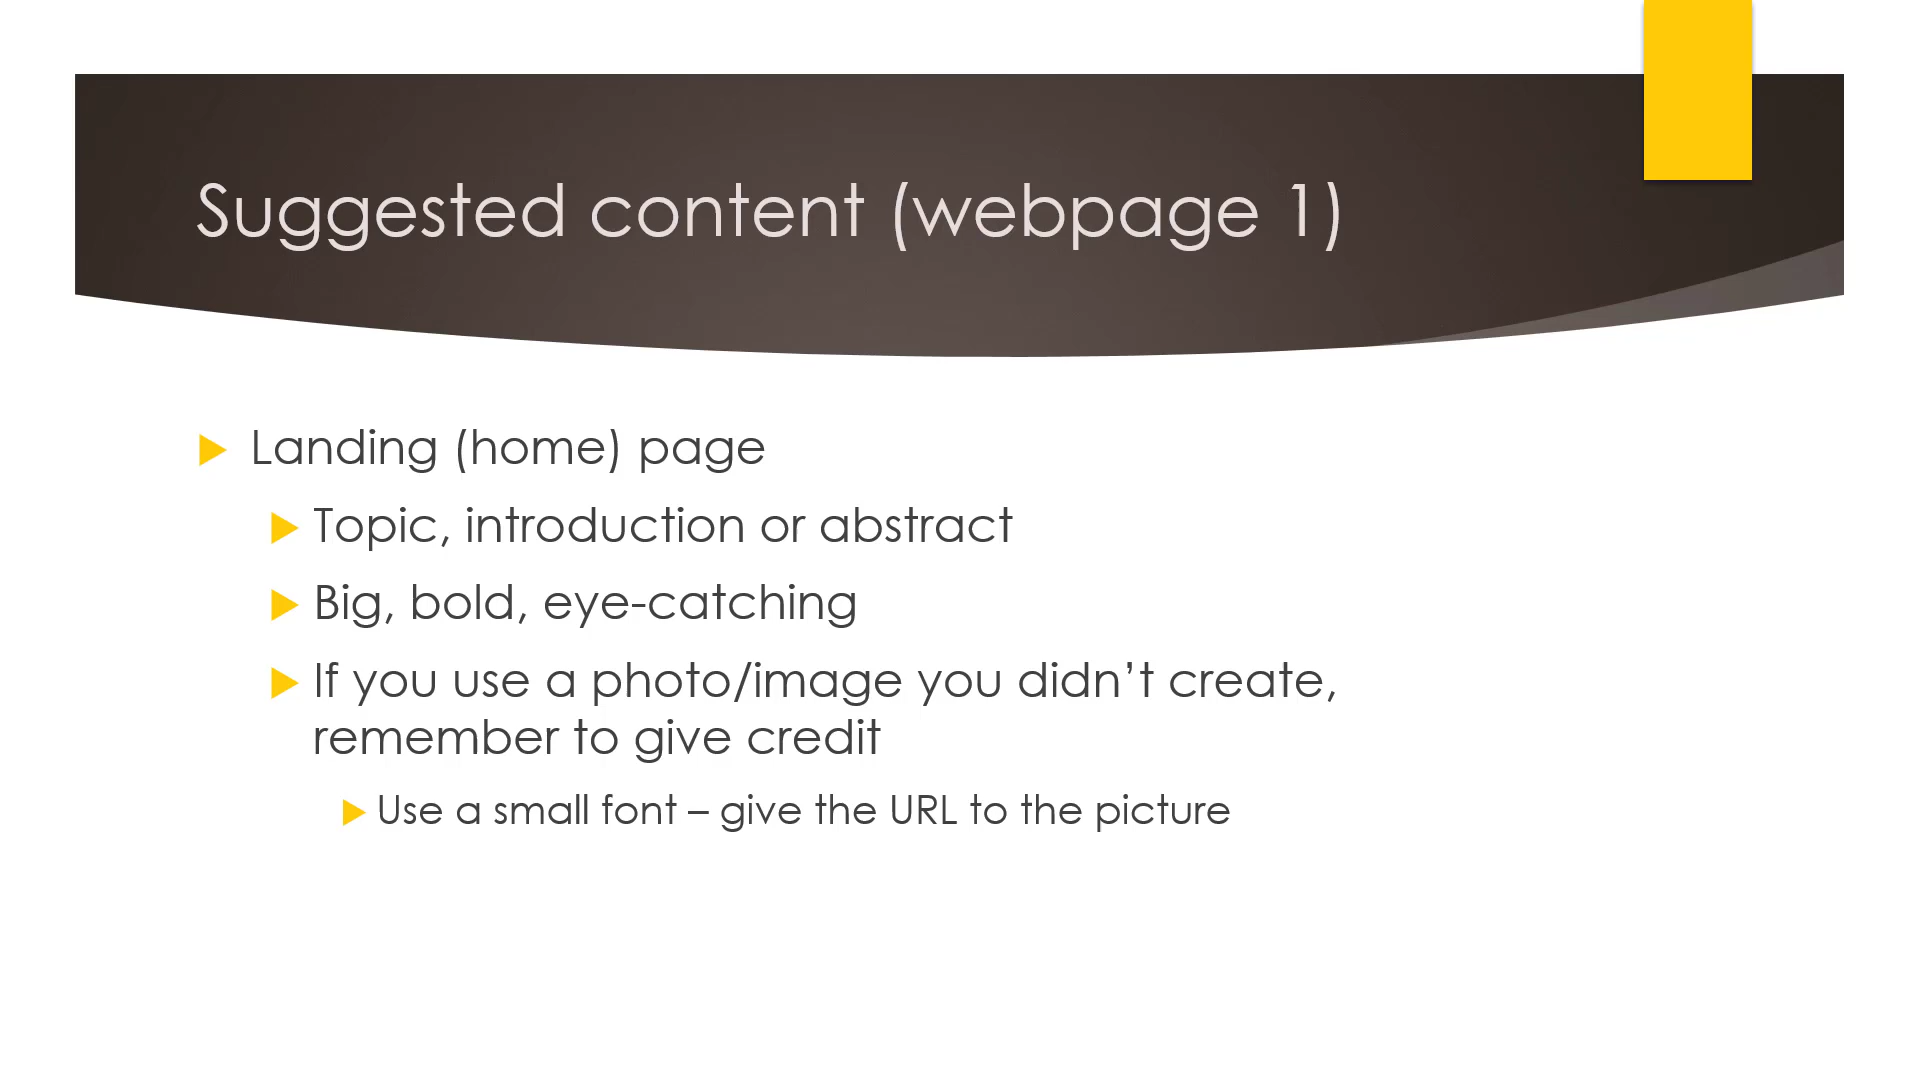 Suggested content (webpage 1)
Landing (home) page
Topic, introduction or abstract
Big, bold, eye-catching
If you use a photo/image you didn’t create,
remember to give credit
Use a small font – give the URL to the picture